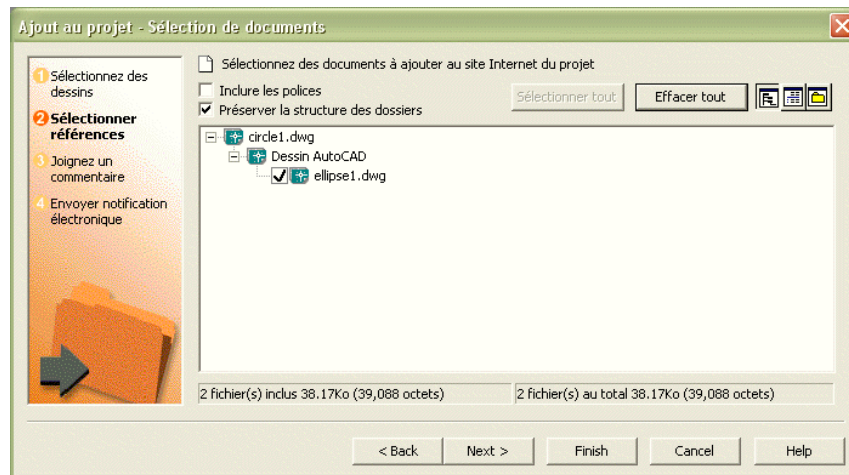 Ajout au projet - Sélection de documents
1 Sélectionnez des
dessins
2 Sélectionner
références
3 Joignez un
commentaire
4 Envoyer notification
électronique
Sélectionnez des documents à ajouter au site Internet du projet
Inclure les polices
Préserver la structure des dossiers
Sélectionner tout
Effacer tout
circle1.dwg
Dessin AutoCAD
ellipse1.dwg
2 fichier(s) inclus 38.17Ko (39,088 octets)
2 fichier(s) au total 38.17Ko (39,088 octets)
< Back
Next >
Finish
Cancel
Help